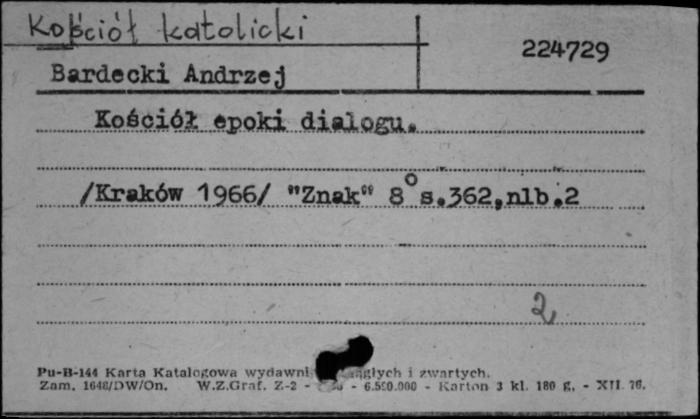 Kościół katolicki
224729
Bardecki Andrzej
Kościół epoki dialogu.
/Kraków 1966/ "Znak" 8° s.362,nlb.2
2
Pu-B-144 Karta Katalogowa wydawni ciągłych i zwartych.
Zam. 1648/DW/On. W.Z.Graf. Z-2 - - 6.500.000 - Karton 3 kl. 180 g. - XII. 76.